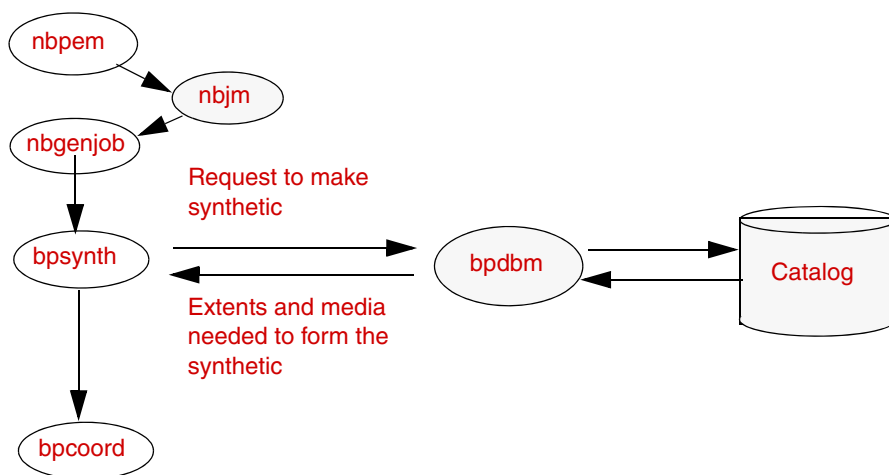 nbpem
nbjm
nbgenjob
Request to make
synthetic
bpsynth
bpdbm
Catalog
Extents and media
needed to form the
synthetic
bpcoord